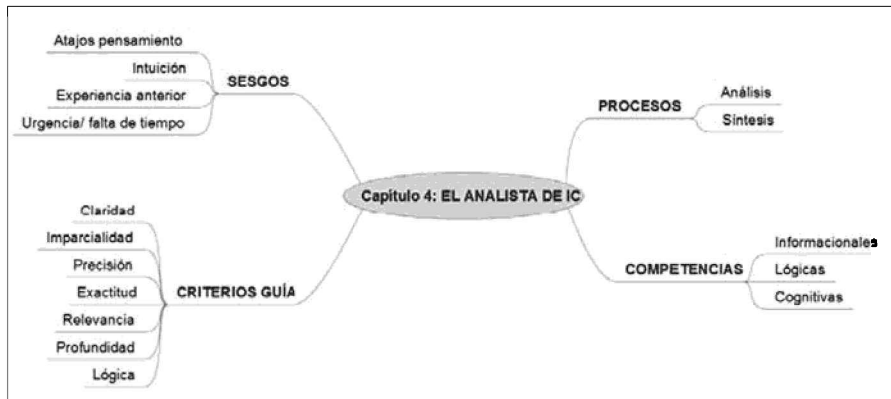 Atajos pensamiento
Intuición
Experiencia anterior
Urgencia/ falta de tiempo
SESGOS
Claridad
Imparcialidad
Precisión
Exactitud
Relevancia
Profundidad
Lógica
CRITERIOS GUÍA
Capítulo 4: EL ANALISTA DE IC
PROCESOS
Análisis
Síntesis
COMPETENCIAS
Informacionales
Lógicas
Cognitivas